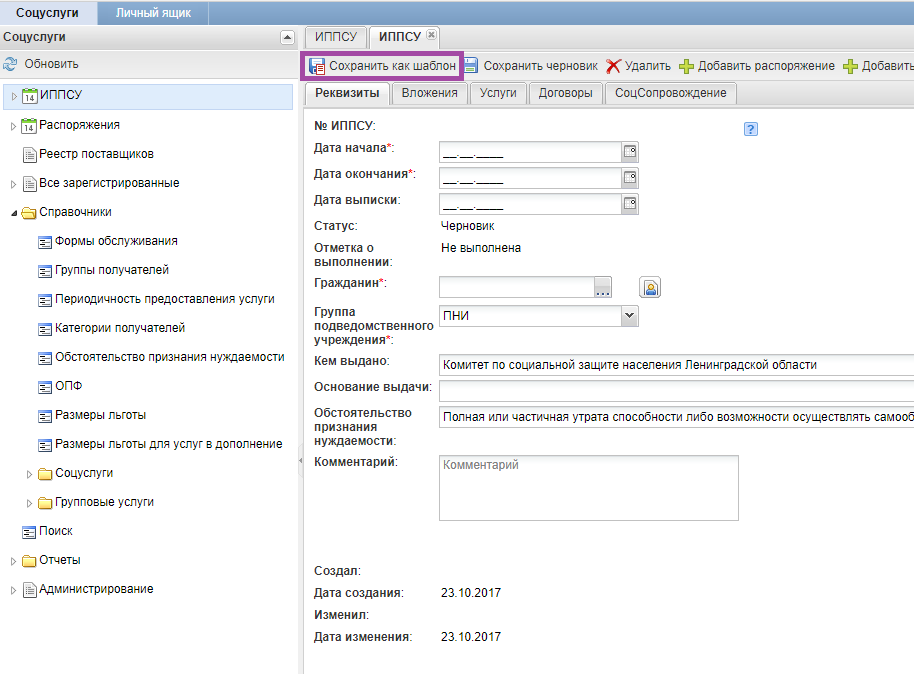 Соцуслуги Личный ящик
Соцуслуги
Обновить
14 ИППСУ
14 Распоряжения
Реестр поставщиков
Все зарегистрированные
Справочники
Формы обслуживания
Группы получателей
Периодичность предоставления услуги
Категории получателей
Обстоятельство признания нуждаемости
ОПФ
Размеры льготы
Размеры льготы для услуг в дополнение
Соцуслуги
Групповые услуги
Поиск
Отчеты
Администрирование
ИППСУ ИППСУ
Сохранить как шаблон Сохранить черновик Удалить Добавить распоряжение Добавить
Реквизиты Вложения Услуги Договоры СоцСопровождение
№ ИППСУ: ?
Дата начала*: __.__.____
Дата окончания*: __.__.____
Дата выписки: __.__.____
Статус: Черновик
Отметка о
выполнении: Не выполнена
Гражданин*: ...
Группа
подведомственного
учреждения*: ПНИ
Кем выдано: Комитет по социальной защите населения Ленинградской области
Основание выдачи:
Обстоятельство
признания
нуждаемости: Полная или частичная утрата способности либо возможности осуществлять самооб
Комментарий: Комментарий
Создал:
Дата создания: 23.10.2017
Изменил:
Дата изменения: 23.10.2017